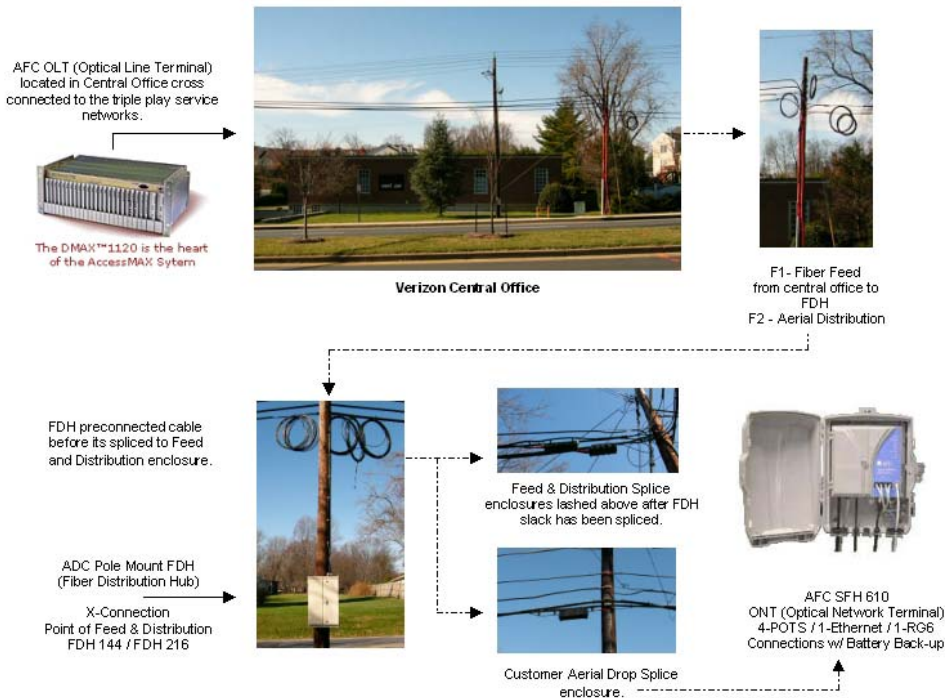 AFC OLT (Optical Line Terminal)
located in Central Office cross
connected to the triple play service
networks.
The DMAX™1120 is the heart
of the AccessMAX Sytem
Verizon Central Office
F1- Fiber Feed
from central office to
FDH
F2 - Aerial Distribution
FDH preconnected cable
before its spliced to Feed
and Distribution enclosure.
Feed & Distribution Splice
enclosures lashed above after FDH
slack has been spliced.
ADC Pole Mount FDH
(Fiber Distribution Hub)
X-Connection
Point of Feed & Distribution
FDH 144 / FDH 216
Customer Aerial Drop Splice
enclosure.
AFC SFH 610
ONT (Optical Network Terminal)
4-POTS / 1-Ethernet / 1-RG6
Connections w/ Battery Back-up